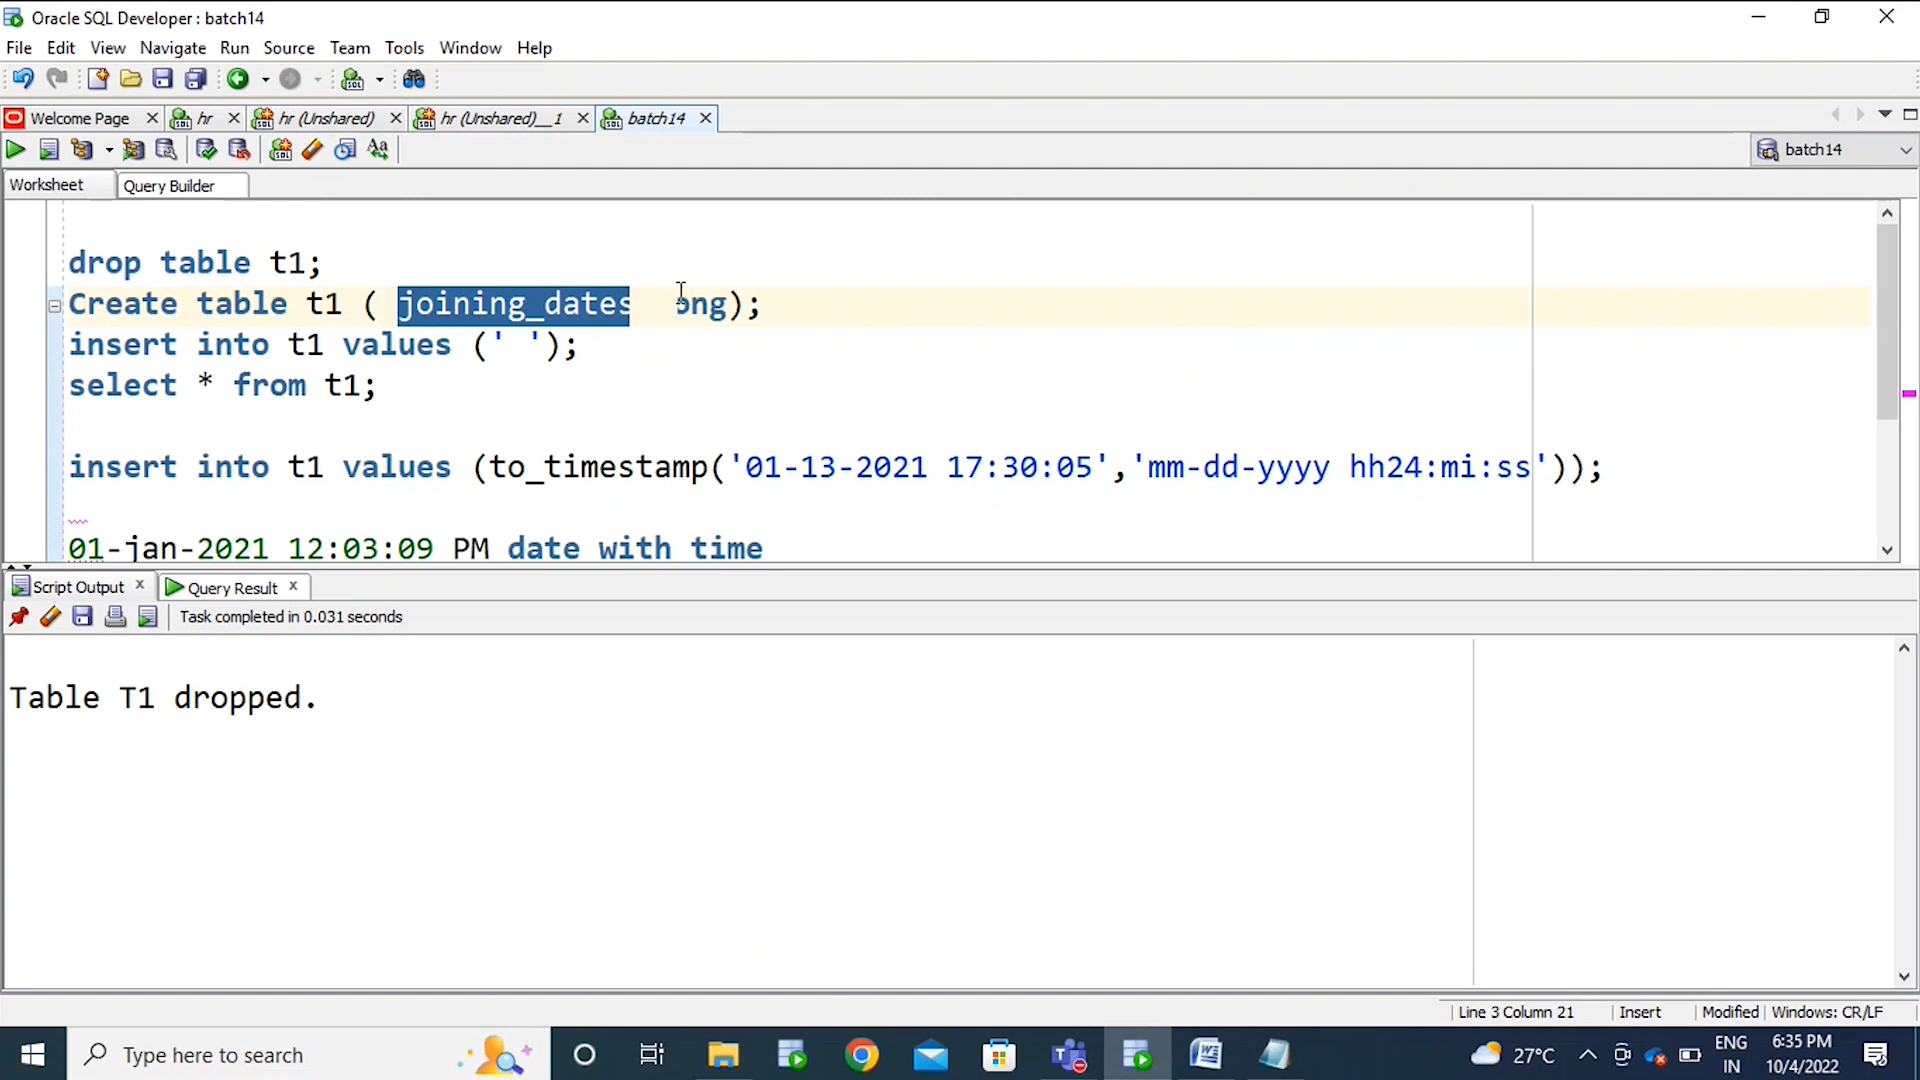 Oracle SQL Developer : batch14
File Edit View Navigate Run Source Team Tools Window Help
Welcome Page hr hr (Unshared) hr (Unshared)__1 batch14
batch14
Worksheet Query Builder
drop table t1;
Create table t1 ( joining_dates ong);
insert into t1 values (' ');
select * from t1;
insert into t1 values (to_timestamp('01-13-2021 17:30:05','mm-dd-yyyy hh24:mi:ss'));
01-jan-2021 12:03:09 PM date with time
Script Output Query Result
Task completed in 0.031 seconds
Table T1 dropped.
Line 3 Column 21 Insert Modified Windows: CR/LF
Type here to search
27°C
ENG
IN
6:35 PM
10/4/2022